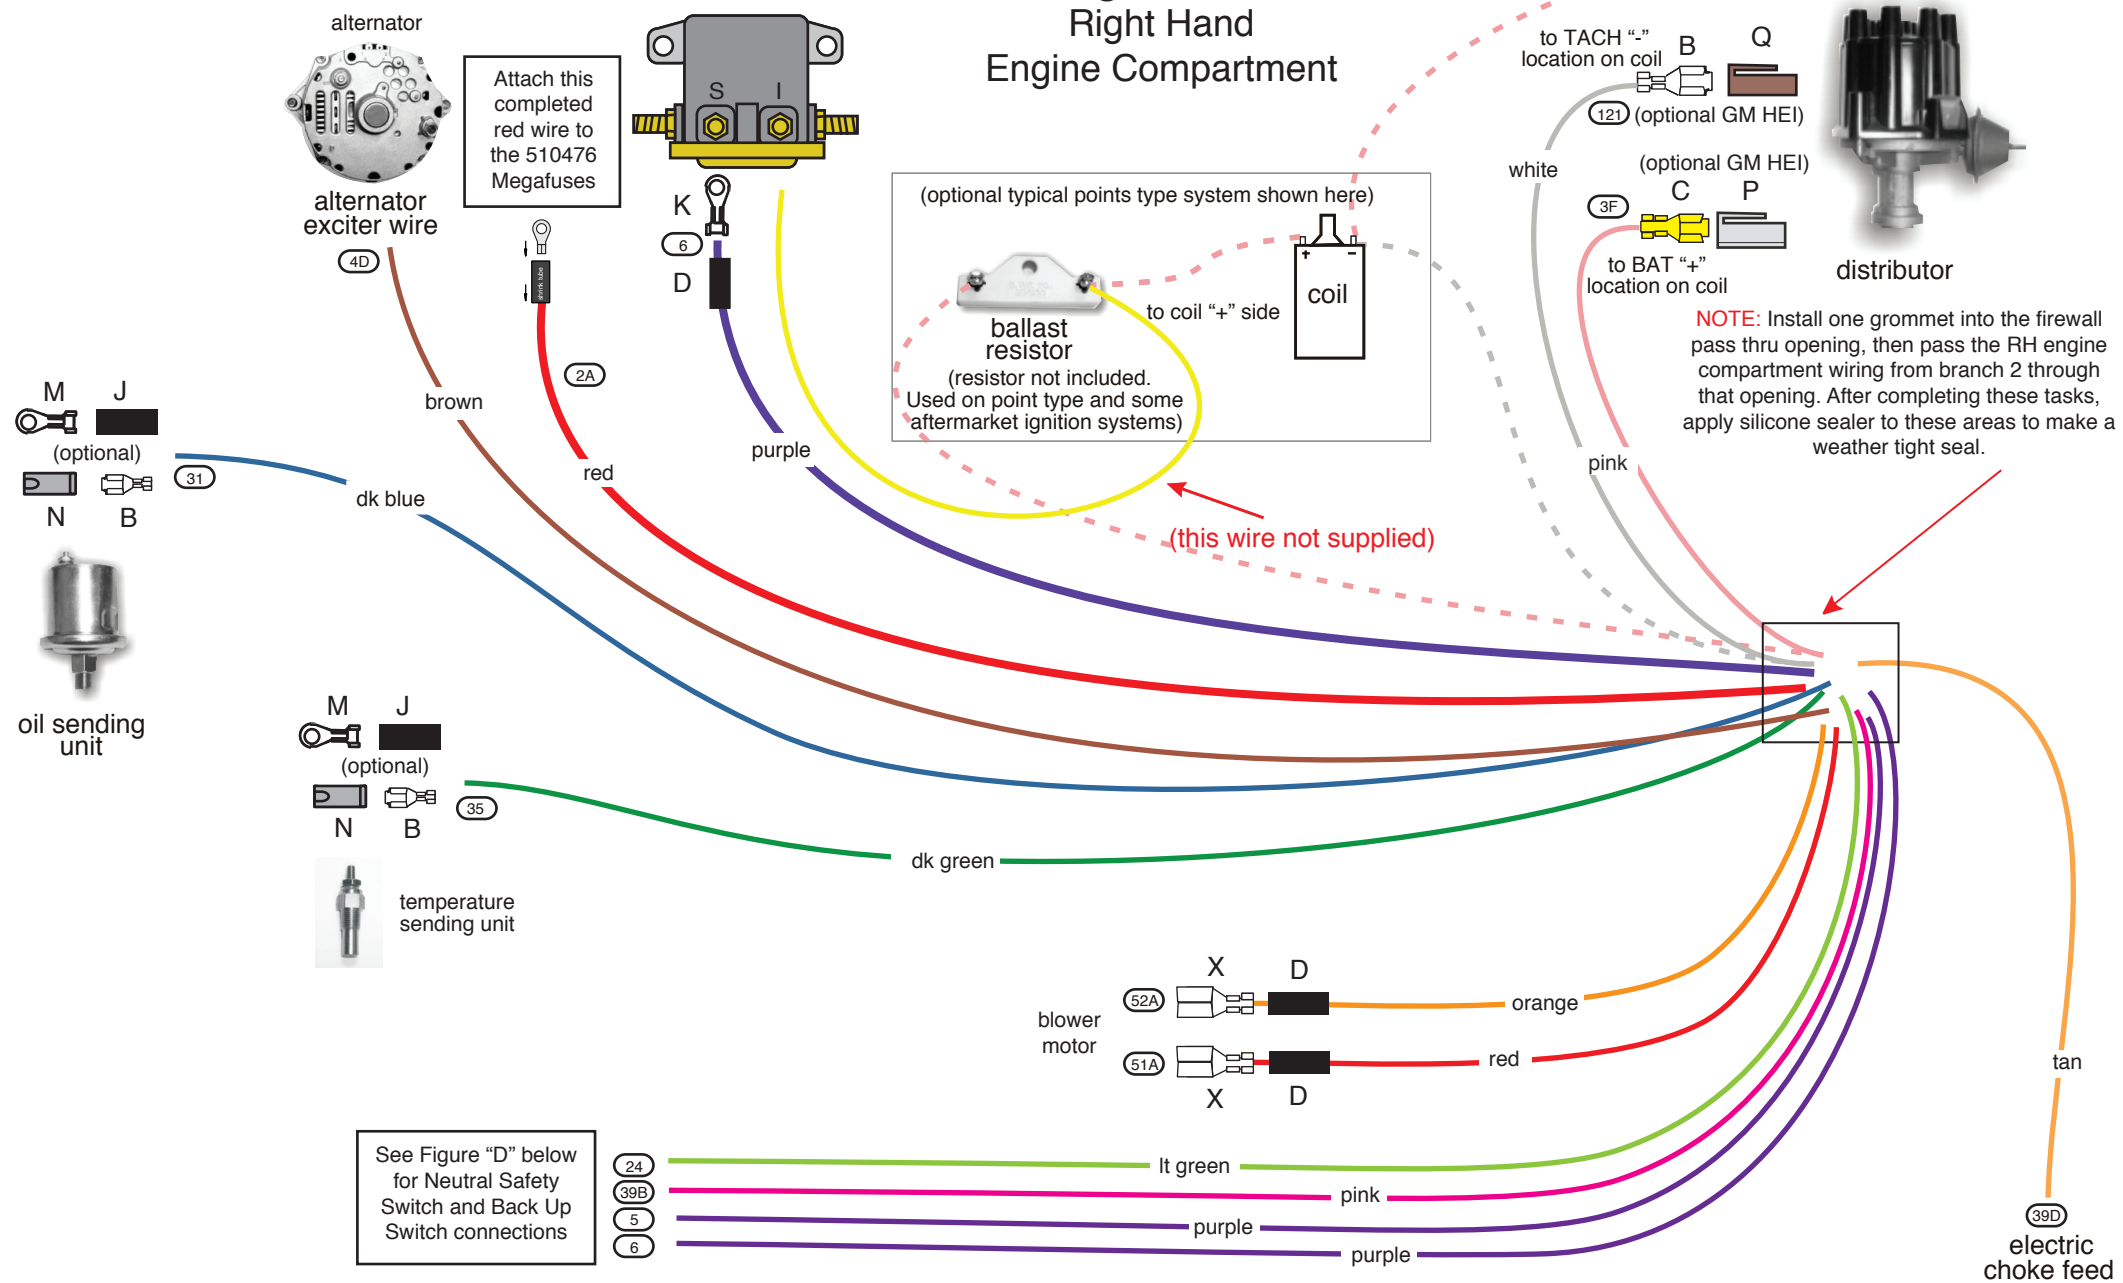 Right Hand
Engine Compartment
alternator
Attach this
completed
red wire to
the 510476
Megafuses
S I
alternator
exciter wire
4D
shrink tube
2A
K
6
D
(optional typical points type system shown here)
+ −
coil
to coil “+” side
ballast
resistor
(resistor not included.
Used on point type and some
aftermarket ignition systems)
(this wire not supplied)
to TACH “-”
location on coil
B Q
121 (optional GM HEI)
white
(optional GM HEI)
C P
3F
to BAT “+”
location on coil
distributor
NOTE: Install one grommet into the firewall
pass thru opening, then pass the RH engine
compartment wiring from branch 2 through
that opening. After completing these tasks,
apply silicone sealer to these areas to make a
weather tight seal.
pink
brown
red
purple
M J
(optional)
31
N B
dk blue
oil sending
unit
M J
(optional)
35
N B
dk green
temperature
sending unit
X D
52A
orange
blower
motor
51A
red
X D
tan
See Figure “D” below
for Neutral Safety
Switch and Back Up
Switch connections
24
lt green
39B
pink
5
purple
6
purple
39D
electric
choke feed